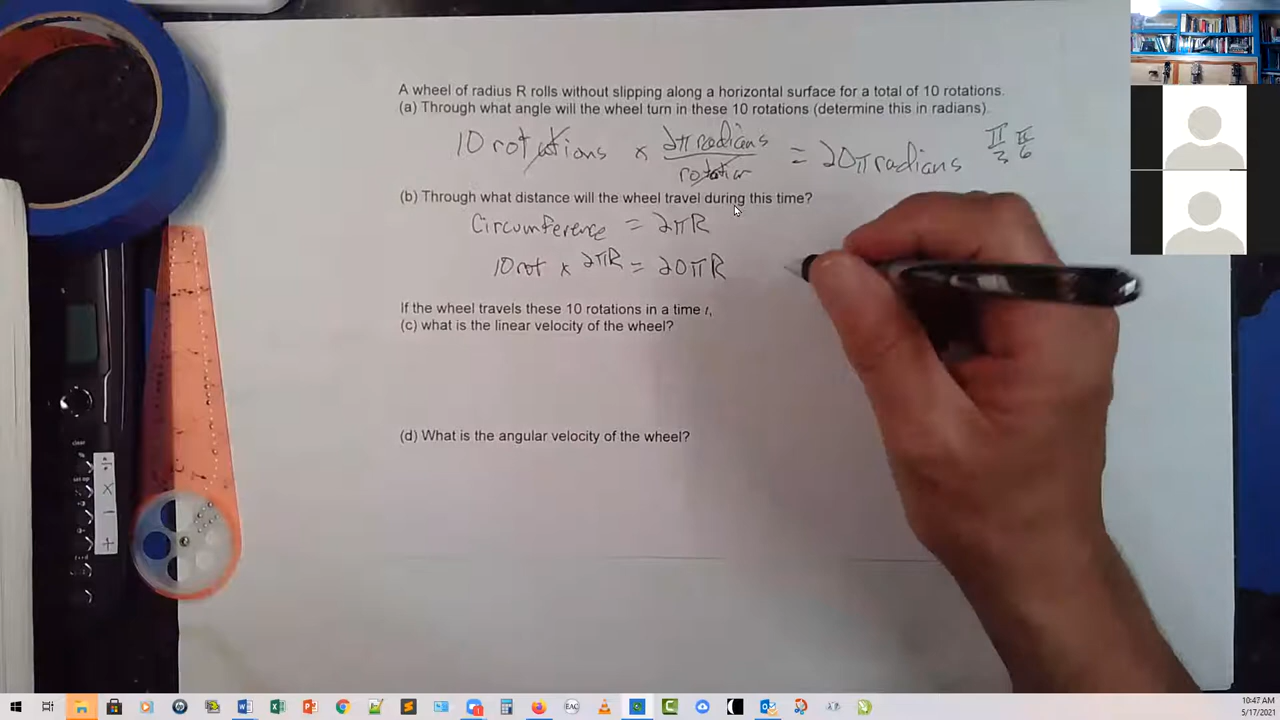 A wheel of radius R rolls without slipping along a horizontal surface for a total of 10 rotations.
(a) Through what angle will the wheel turn in these 10 rotations (determine this in radians).
10 rotations × 2π radians / rotation = 20π radians π/3 π/6
(b) Through what distance will the wheel travel during this time?
Circumference = 2πR
10 rot × 2πR = 20πR
If the wheel travels these 10 rotations in a time t,
(c) what is the linear velocity of the wheel?
(d) What is the angular velocity of the wheel?
clear
× 
+
EAC
10:47 AM
5/17/2021